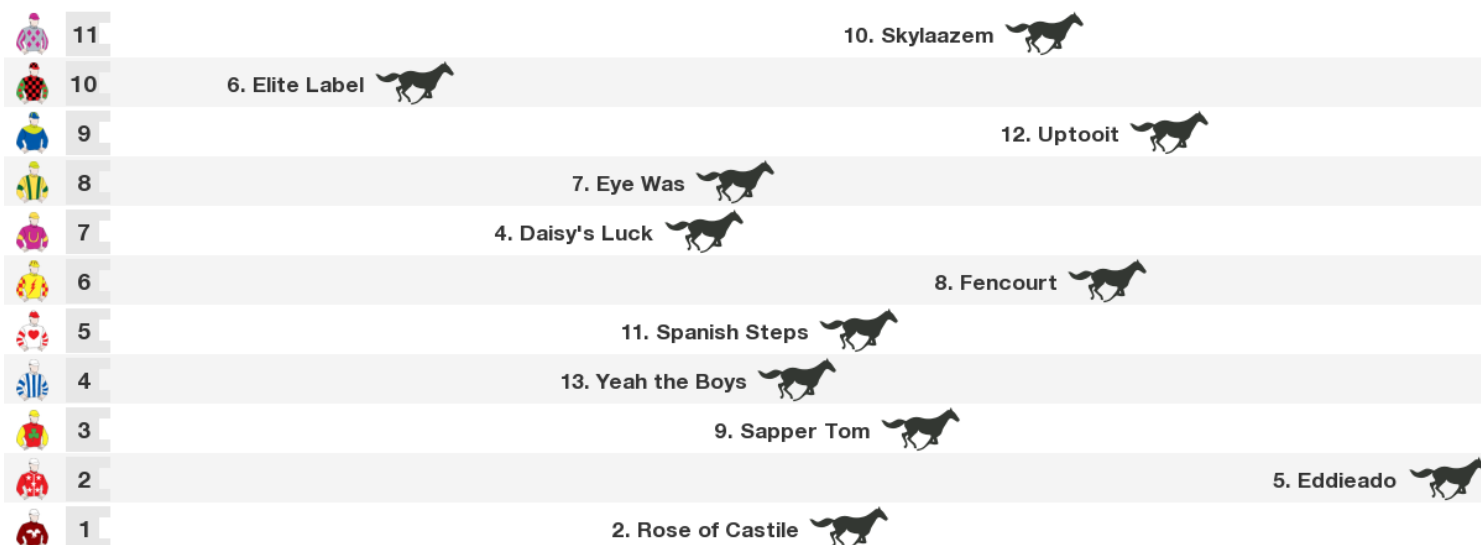 11 10. Skylaazem
10 6. Elite Label
9 12. Uptooit
8 7. Eye Was
7 4. Daisy's Luck
6 8. Fencourt
5 11. Spanish Steps
4 13. Yeah the Boys
3 9. Sapper Tom
2 5. Eddieado
1 2. Rose of Castile